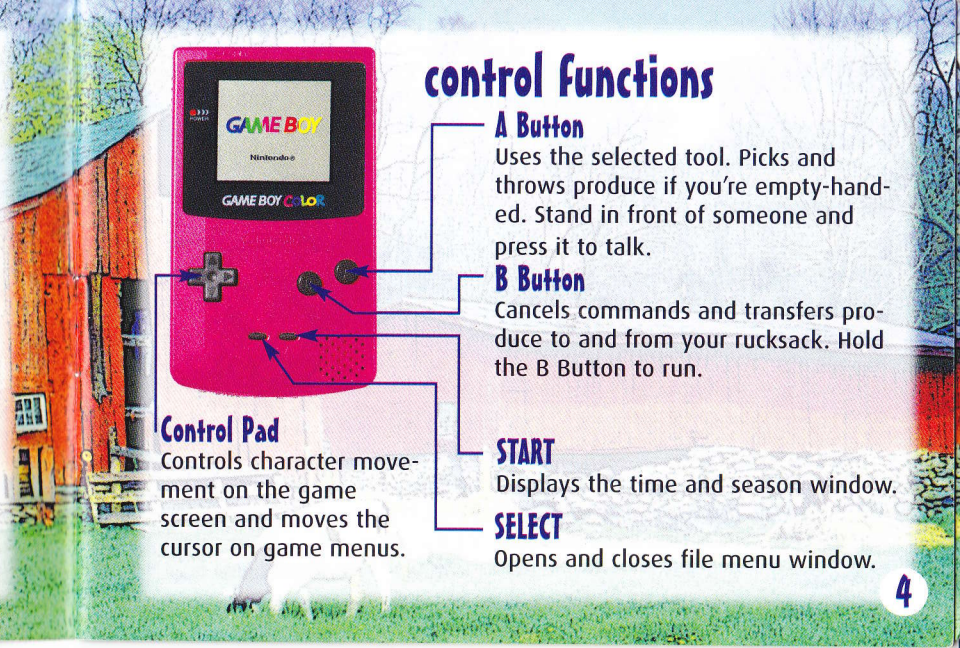 control functions
POWER
GAME BOY
Nintendo®
GAME BOY COLOR
A Button
Uses the selected tool. Picks and
throws produce if you're empty-hand-
ed. Stand in front of someone and
press it to talk.
B Button
Cancels commands and transfers pro-
duce to and from your rucksack. Hold
the B Button to run.
Control Pad
Controls character move-
ment on the game
screen and moves the
cursor on game menus.
START
Displays the time and season window.
SELECT
Opens and closes file menu window.
4